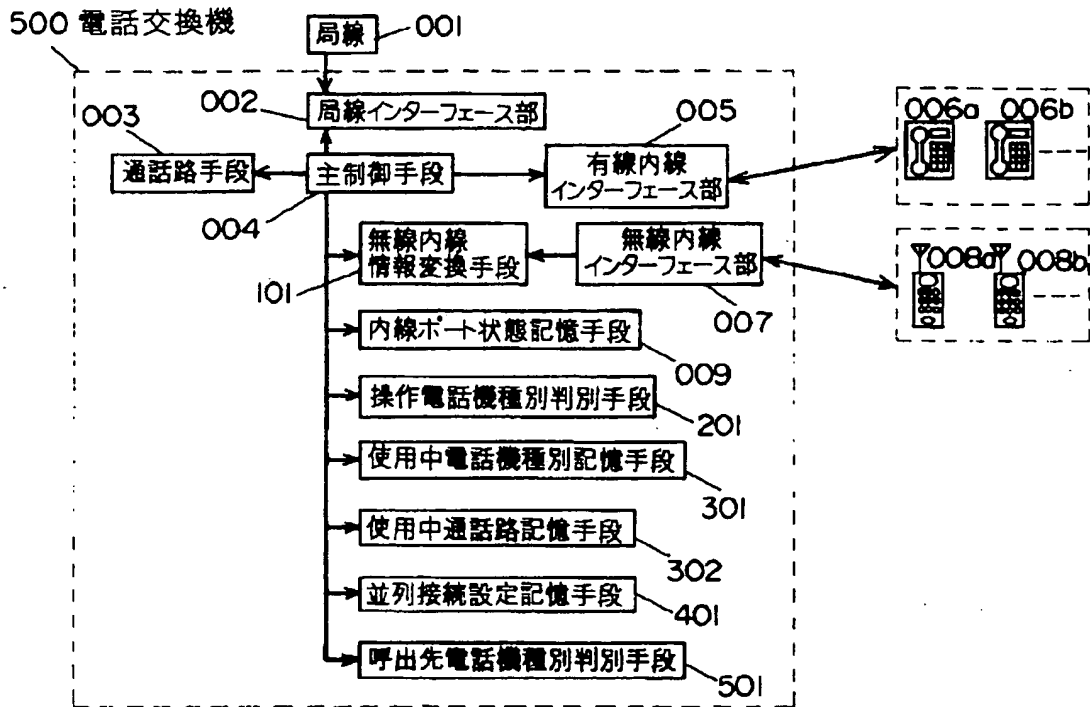 500 電話交換機
局線
001
002
局線インターフェース部
003
通話路手段
主制御手段
004
005
有線内線
インターフェース部
006a
006b
無線内線
情報変換手段
101
無線内線
インターフェース部
007
008a
008b
内線ポート状態記憶手段
009
操作電話機種別判別手段
201
使用中電話機種別記憶手段
301
使用中通話路記憶手段
302
並列接続設定記憶手段
401
呼出先電話機種別判別手段
501